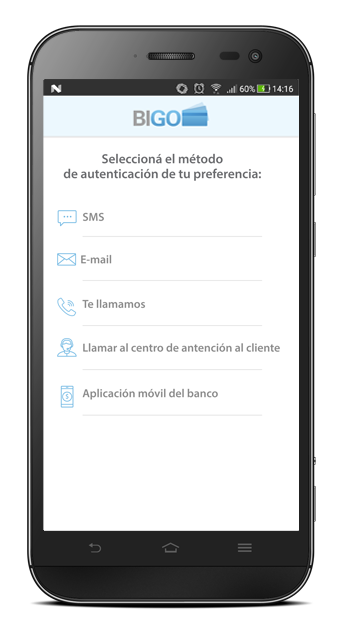 60% 14:16
BIGO
Seleccioná el método
de autenticación de tu preferencia:
SMS
E-mail
Te llamamos
Llamar al centro de antención al cliente
Aplicación móvil del banco